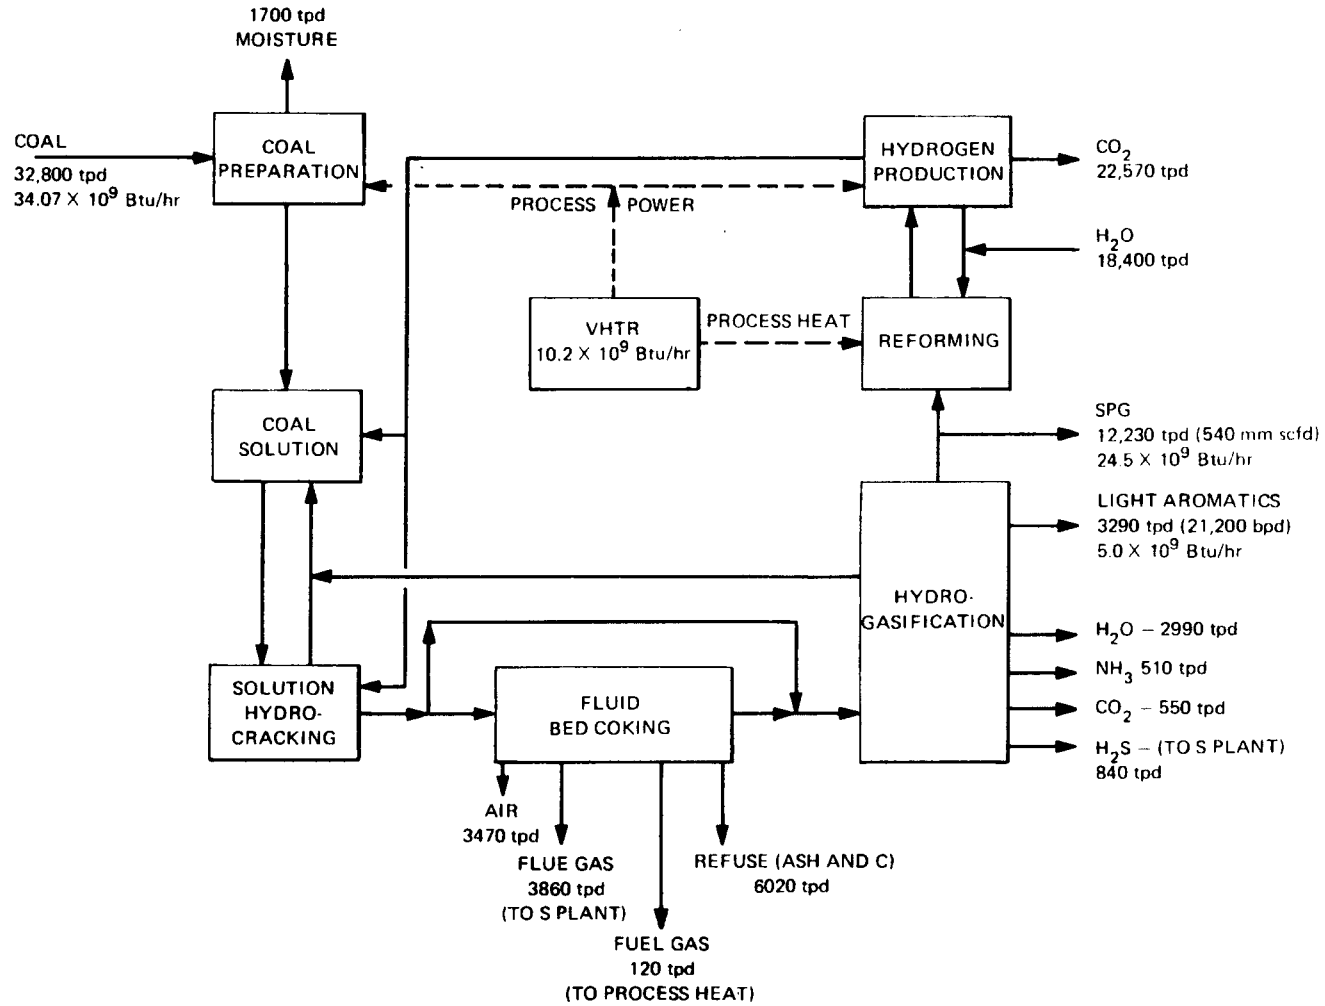 1700 tpd
MOISTURE
COAL
32,800 tpd
34.07 X 10⁹ Btu/hr
COAL
PREPARATION
HYDROGEN
PRODUCTION
CO₂
22,570 tpd
PROCESS POWER
H₂O
18,400 tpd
VHTR
10.2 X 10⁹ Btu/hr
PROCESS HEAT
REFORMING
COAL
SOLUTION
SPG
12,230 tpd (540 mm scfd)
24.5 X 10⁹ Btu/hr
LIGHT AROMATICS
3290 tpd (21,200 bpd)
5.0 X 10⁹ Btu/hr
HYDRO-
GASIFICATION
H₂O – 2990 tpd
NH₃ 510 tpd
CO₂ – 550 tpd
H₂S – (TO S PLANT)
840 tpd
SOLUTION
HYDRO-
CRACKING
FLUID
BED COKING
AIR
3470 tpd
FLUE GAS
3860 tpd
(TO S PLANT)
REFUSE (ASH AND C)
6020 tpd
FUEL GAS
120 tpd
(TO PROCESS HEAT)